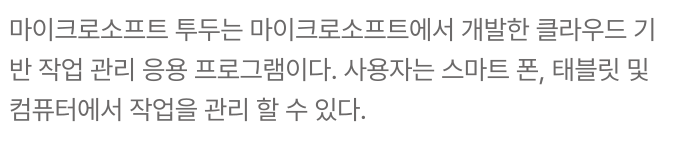 마이크로소프트 투두는 마이크로소프트에서 개발한 클라우드 기
반 작업 관리 응용 프로그램이다. 사용자는 스마트 폰, 태블릿 및
컴퓨터에서 작업을 관리 할 수 있다.